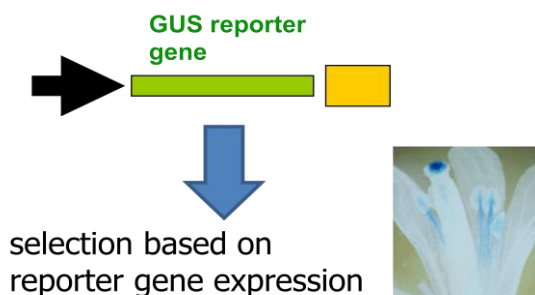 GUS reporter
gene
selection based on
reporter gene expression